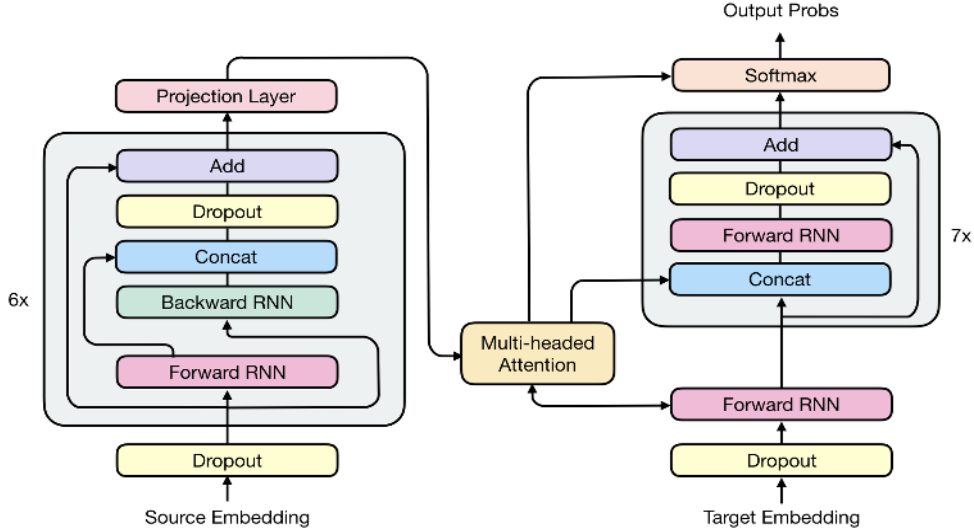 Projection Layer
Add
Dropout
Concat
Backward RNN
Forward RNN
6x
Dropout
Source Embedding
Multi-headed
Attention
Output Probs
Softmax
Add
Dropout
Forward RNN
Concat
7x
Forward RNN
Dropout
Target Embedding